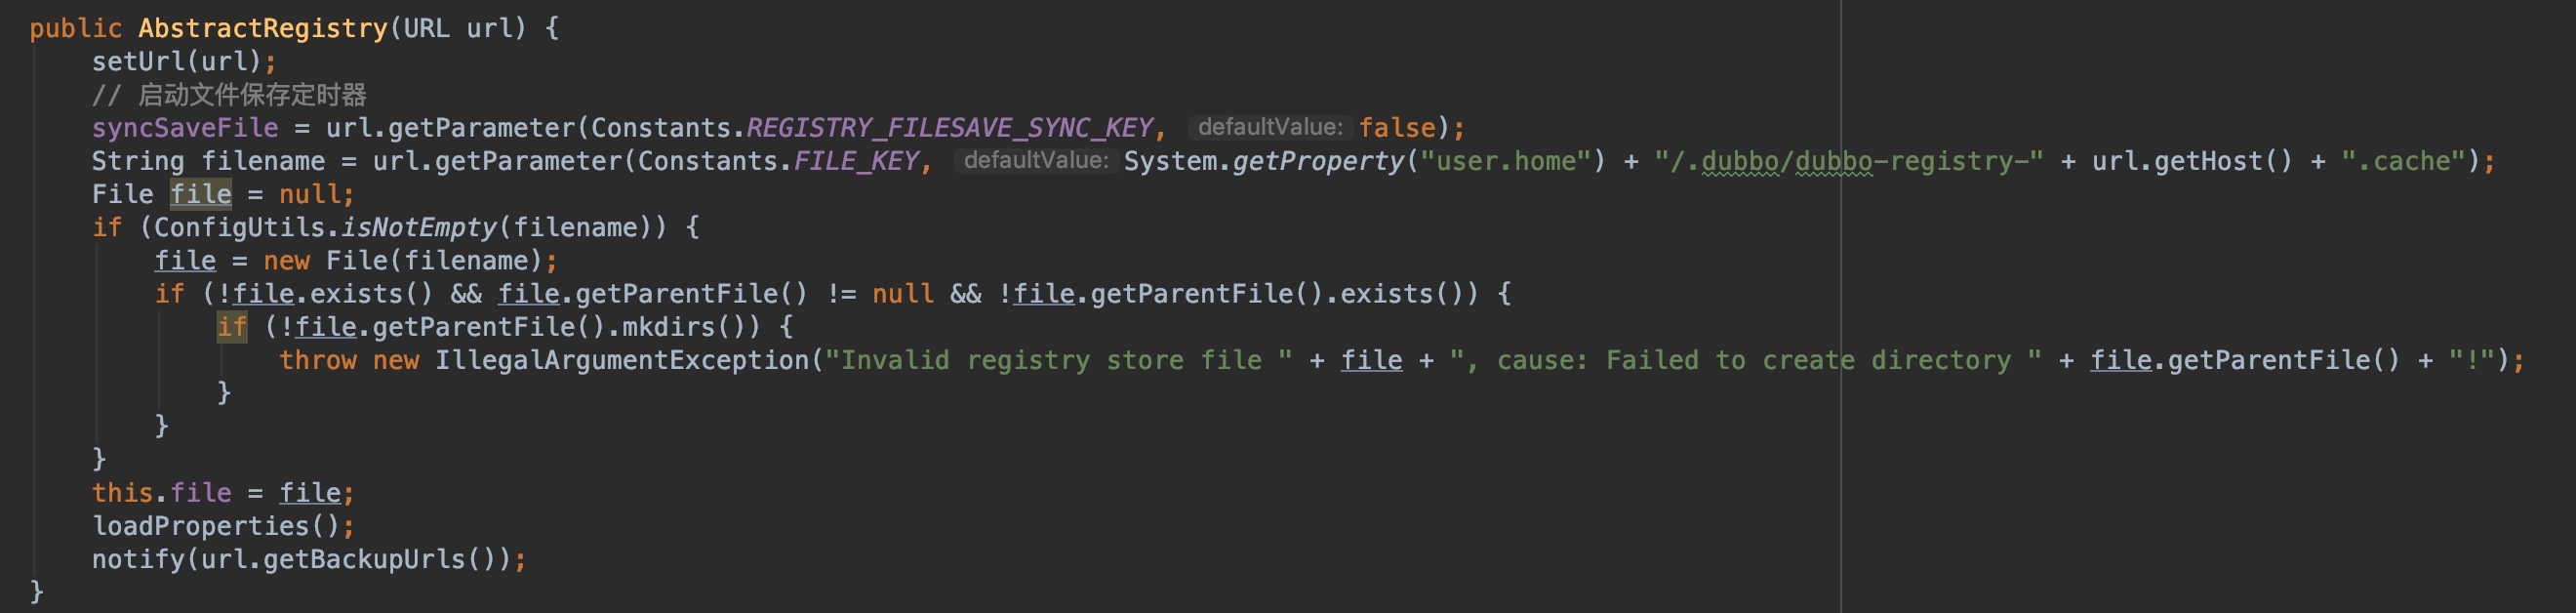 public AbstractRegistry(URL url) {
    setUrl(url);
    // 启动文件保存定时器
    syncSaveFile = url.getParameter(Constants.REGISTRY_FILESAVE_SYNC_KEY, defaultValue: false);
    String filename = url.getParameter(Constants.FILE_KEY, defaultValue: System.getProperty("user.home") + "/.dubbo/dubbo-registry-" + url.getHost() + ".cache");
    File file = null;
    if (ConfigUtils.isNotEmpty(filename)) {
        file = new File(filename);
        if (!file.exists() && file.getParentFile() != null && !file.getParentFile().exists()) {
            if (!file.getParentFile().mkdirs()) {
                throw new IllegalArgumentException("Invalid registry store file " + file + ", cause: Failed to create directory " + file.getParentFile() + "!");
            }
        }
    }
    this.file = file;
    loadProperties();
    notify(url.getBackupUrls());
}